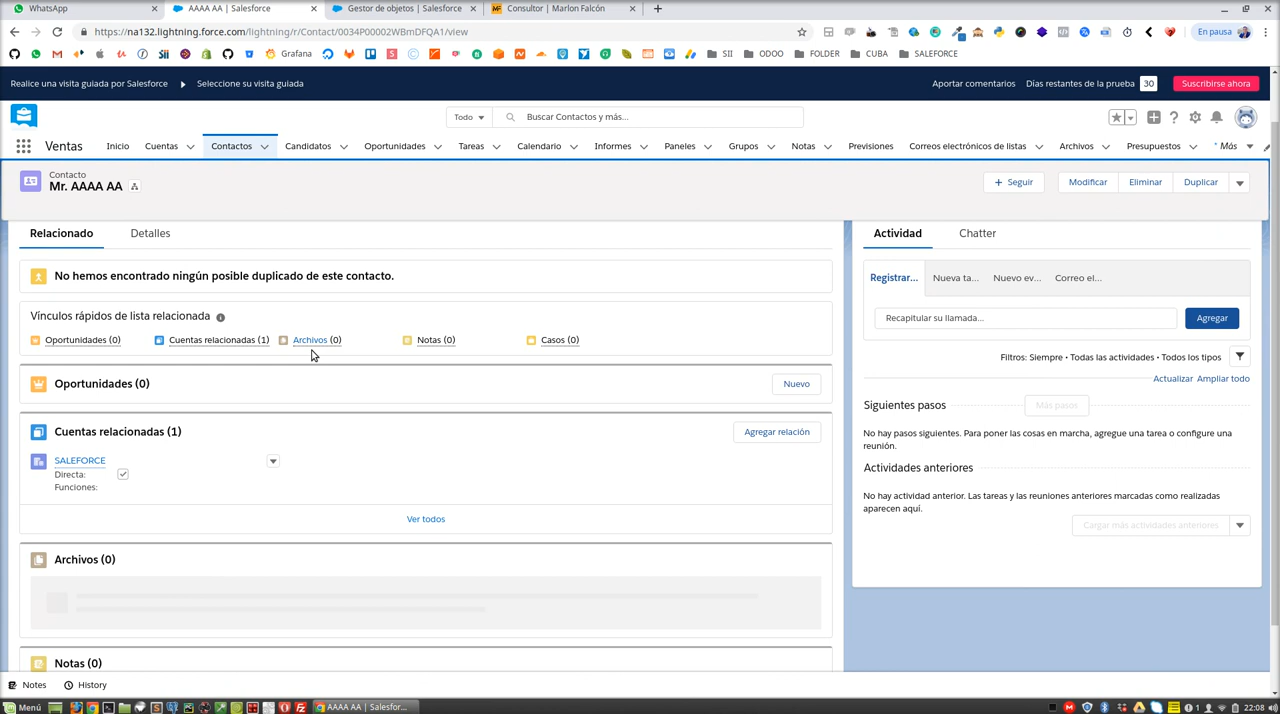 WhatsApp
AAAA AA | Salesforce
Gestor de objetos | Salesforce
Consultor | Marlon Falcón
https://na132.lightning.force.com/lightning/r/Contact/0034P00002WBmDFQA1/view
En pausa
Grafana
SII
ODOO
FOLDER
CUBA
SALEFORCE
Realice una visita guiada por Salesforce
Seleccione su visita guiada
Aportar comentarios
Días restantes de la prueba 30
Suscribirse ahora
Todo
Buscar Contactos y más...
Ventas
Inicio
Cuentas
Contactos
Candidatos
Oportunidades
Tareas
Calendario
Informes
Paneles
Grupos
Notas
Previsiones
Correos electrónicos de listas
Archivos
Presupuestos
* Más
Contacto
Mr. AAAA AA
+ Seguir
Modificar
Eliminar
Duplicar
Relacionado
Detalles
No hemos encontrado ningún posible duplicado de este contacto.
Vínculos rápidos de lista relacionada
Oportunidades (0)
Cuentas relacionadas (1)
Archivos (0)
Notas (0)
Casos (0)
Oportunidades (0)
Nuevo
Cuentas relacionadas (1)
Agregar relación
SALEFORCE
Directa:
Funciones:
Ver todos
Archivos (0)
Notas (0)
Actividad
Chatter
Registrar...
Nueva ta...
Nuevo ev...
Correo el...
Recapitular su llamada...
Agregar
Filtros: Siempre • Todas las actividades • Todos los tipos
Actualizar
Ampliar todo
Siguientes pasos
Más pasos
No hay pasos siguientes. Para poner las cosas en marcha, agregue una tarea o configure una
reunión.
Actividades anteriores
No hay actividad anterior. Las tareas y las reuniones anteriores marcadas como realizadas
aparecen aquí.
Cargar más actividades anteriores
Notes
History
Menú
AAAA AA | Salesfor...
1
22:08